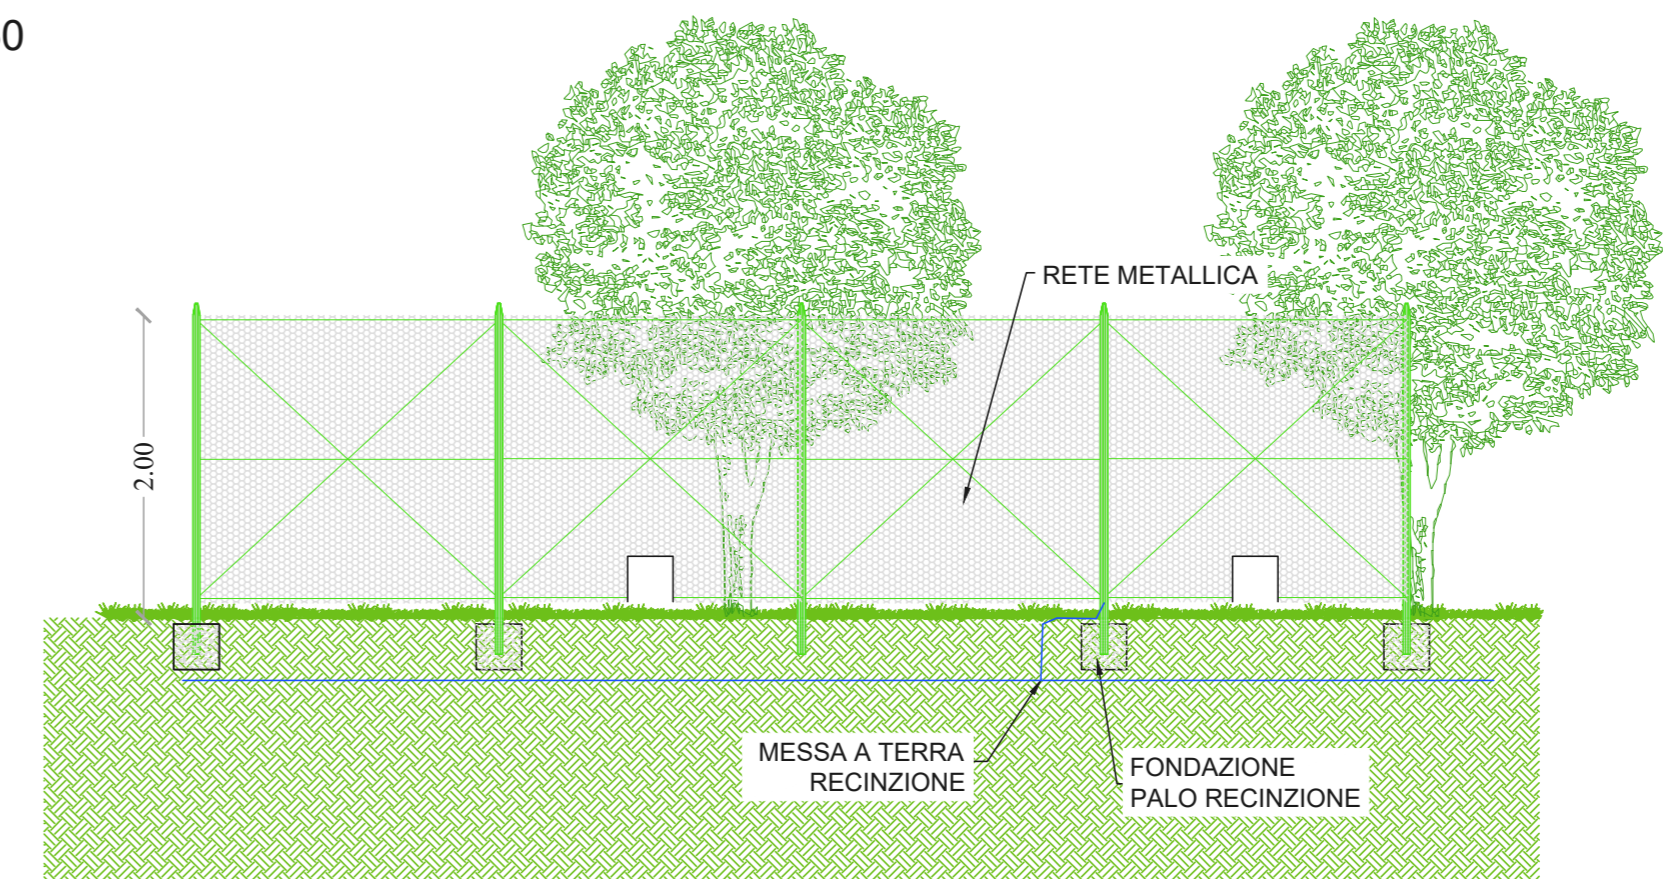 0
RETE METALLICA
2.00
MESSA A TERRA
RECINZIONE
FONDAZIONE
PALO RECINZIONE